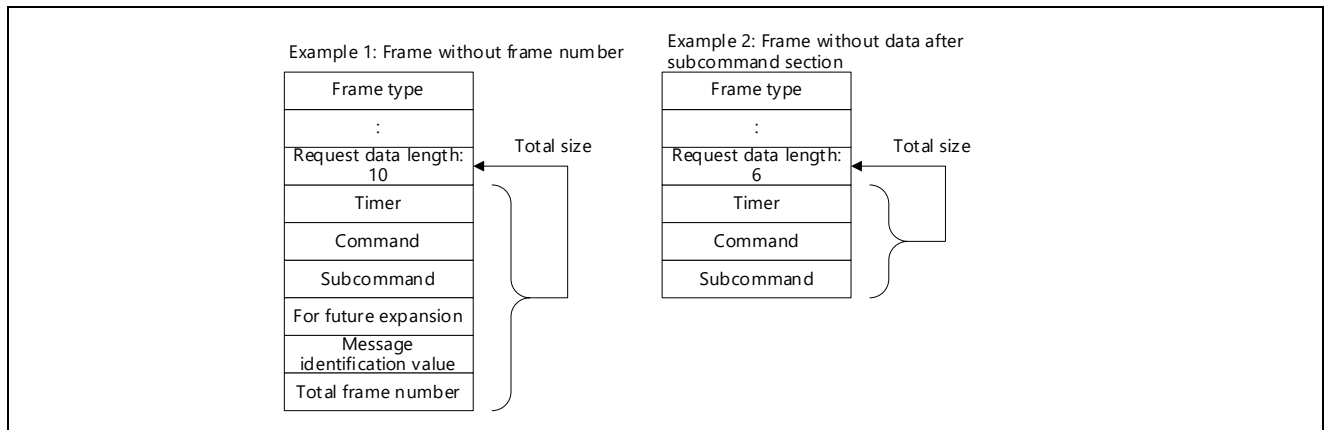 Example 1: Frame without frame number
Frame type
:
Request data length:
10
Timer
Command
Subcommand
For future expansion
Message
identification value
Total frame number
Total size
Example 2: Frame without data after
subcommand section
Frame type
:
Request data length:
6
Timer
Command
Subcommand
Total size